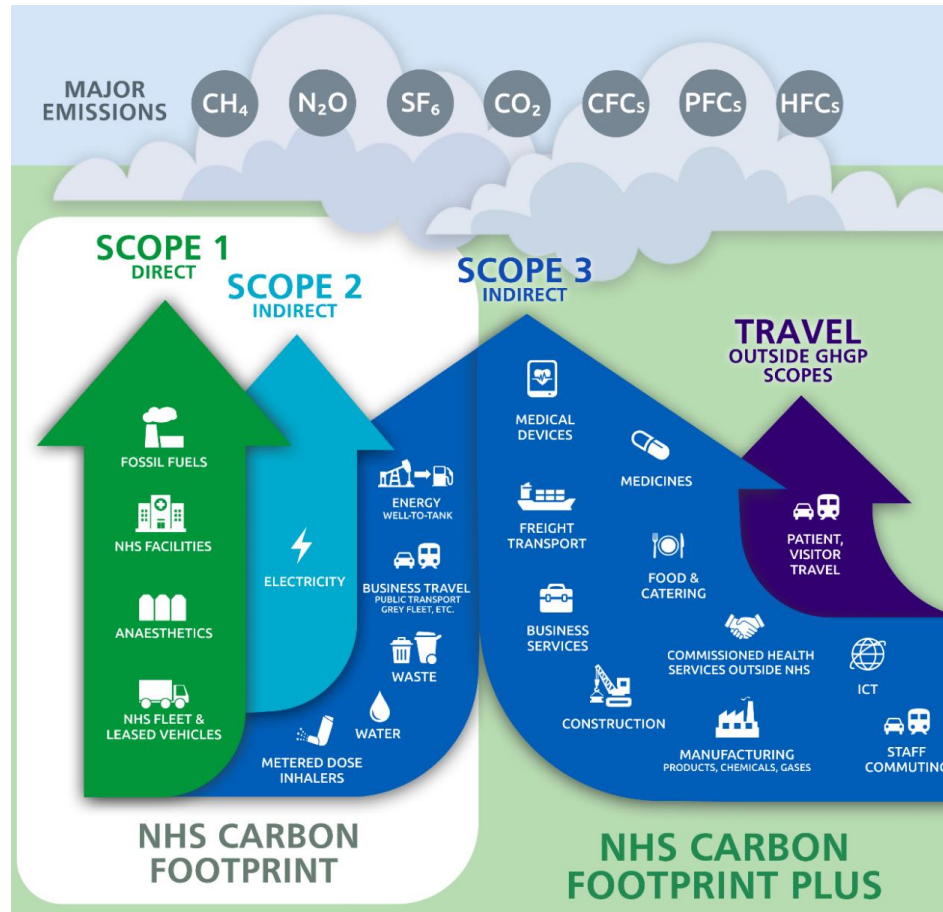 MAJOR
EMISSIONS
CH₄
N₂O
SF₆
CO₂
CFCs
PFCs
HFCs
SCOPE 1
DIRECT
SCOPE 2
INDIRECT
SCOPE 3
INDIRECT
TRAVEL
OUTSIDE GHGP
SCOPES
FOSSIL FUELS
NHS FACILITIES
ANAESTHETICS
NHS FLEET &
LEASED VEHICLES
ELECTRICITY
ENERGY
WELL-TO-TANK
BUSINESS TRAVEL
PUBLIC TRANSPORT
GREY FLEET, ETC.
WASTE
WATER
METERED DOSE
INHALERS
MEDICAL
DEVICES
MEDICINES
FREIGHT
TRANSPORT
FOOD &
CATERING
BUSINESS
SERVICES
COMMISSIONED HEALTH
SERVICES OUTSIDE NHS
CONSTRUCTION
MANUFACTURING
PRODUCTS, CHEMICALS, GASES
ICT
STAFF
COMMUTING
PATIENT,
VISITOR
TRAVEL
NHS CARBON
FOOTPRINT
NHS CARBON
FOOTPRINT PLUS